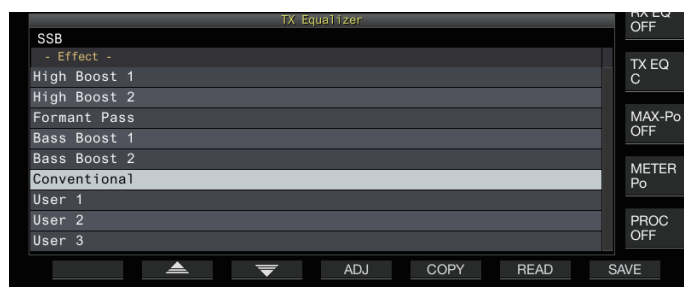 TX Equalizer
SSB
- Effect -
High Boost 1
High Boost 2
Formant Pass
Bass Boost 1
Bass Boost 2
Conventional
User 1
User 2
User 3
RX EQ
OFF
TX EQ
C
MAX-Po
OFF
METER
Po
PROC
OFF
ADJ
COPY
READ
SAVE